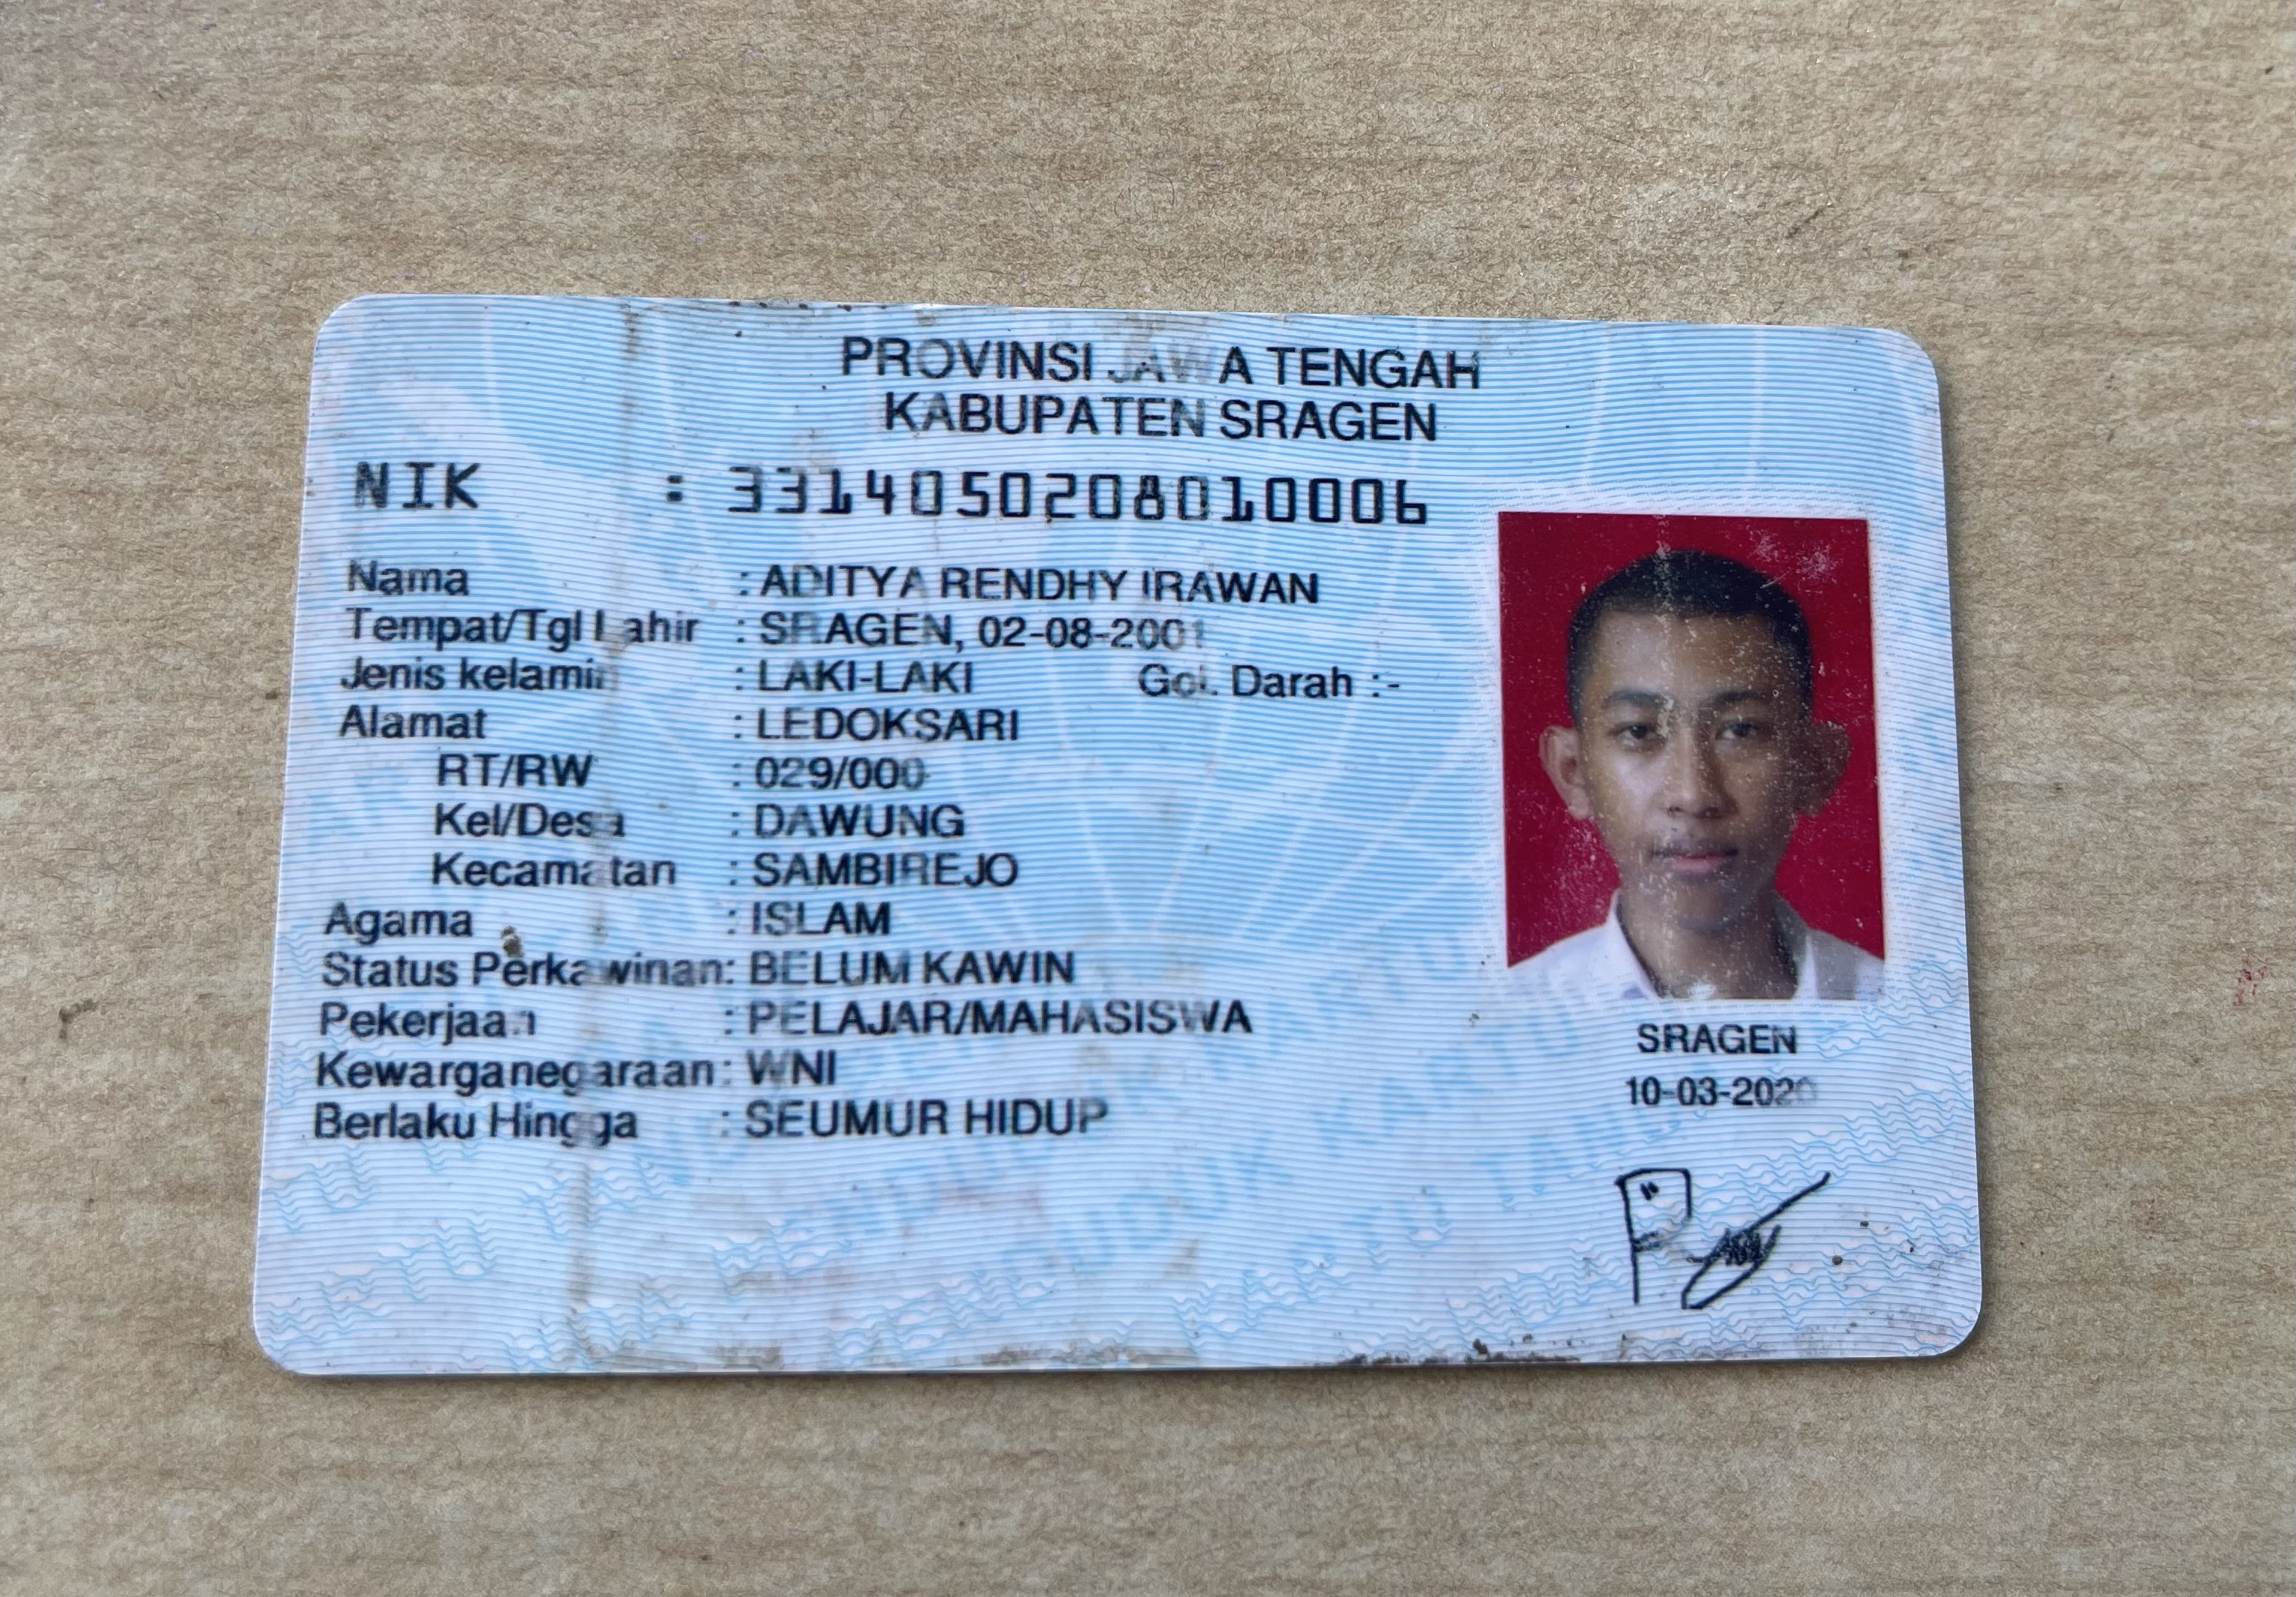 PROVINSI JAWA TENGAH
KABUPATEN SRAGEN
NIK : 3314050208010006
Nama : ADITYA RENDHY IRAWAN
Tempat/Tgl Lahir : SRAGEN, 02-08-2001
Jenis kelamin : LAKI-LAKI Gol. Darah :-
Alamat : LEDOKSARI
RT/RW : 029/000
Kel/Desa : DAWUNG
Kecamatan : SAMBIREJO
Agama : ISLAM
Status Perkawinan: BELUM KAWIN
Pekerjaan : PELAJAR/MAHASISWA
Kewarganegaraan: WNI
Berlaku Hingga : SEUMUR HIDUP
SRAGEN
10-03-2020